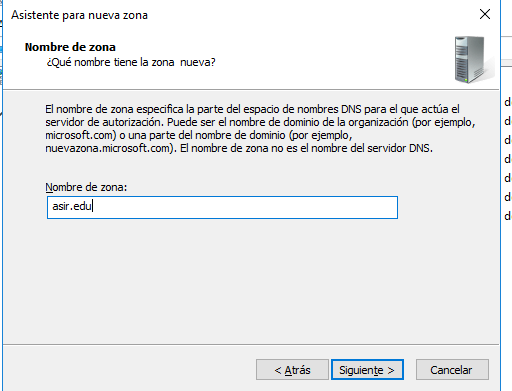 Asistente para nueva zona
Nombre de zona
¿Qué nombre tiene la zona nueva?
El nombre de zona especifica la parte del espacio de nombres DNS para el que actúa el
servidor de autorización. Puede ser el nombre de dominio de la organización (por ejemplo,
microsoft.com) o una parte del nombre de dominio (por ejemplo,
nuevazona.microsoft.com). El nombre de zona no es el nombre del servidor DNS.
Nombre de zona:
asir.edu
< Atrás
Siguiente >
Cancelar